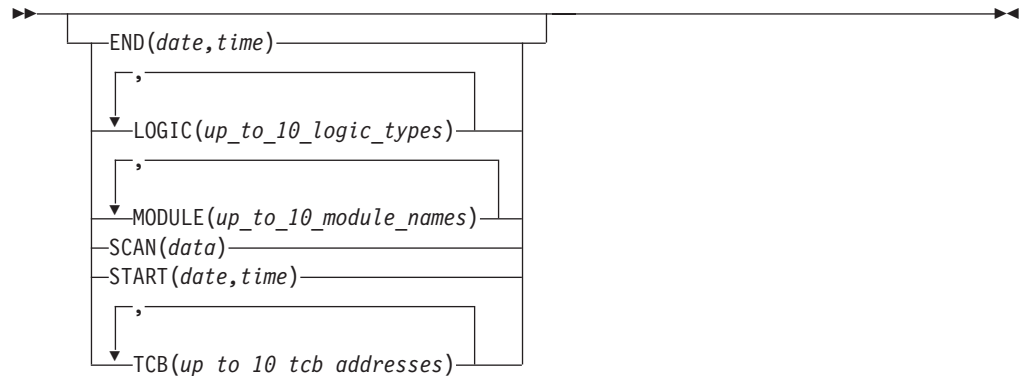 END(date,time)
,
LOGIC(up_to_10_logic_types)
,
MODULE(up_to_10_module_names)
SCAN(data)
START(date,time)
,
TCB(up to 10 tcb addresses)